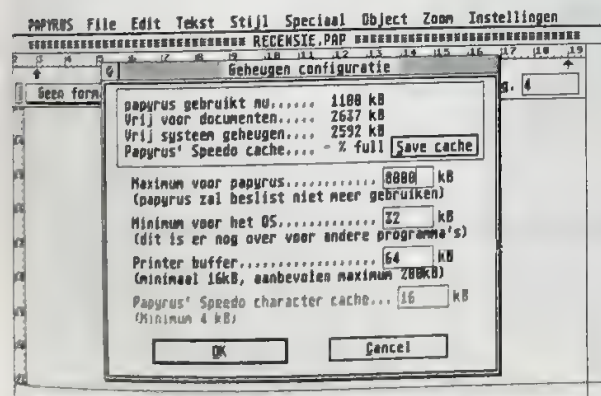 PAPYRUS File Edit Tekst Stijl Speciaal Object Zoom Instellingen
RECENSIE.PAP
Geheugen configuratie
Geen form
g. 4
papyrus gebruikt nu...... 1100 kB
Vrij voor documenten..... 2637 kB
Vrij systeem geheugen.... 2592 kB
Papyrus' Speedo cache.... - % full Save cache
Maximum voor papyrus............. 8000 kB
(papyrus zal beslist niet meer gebruiken)
Minimum voor het OS.............. 32 kB
(dit is er nog over voor andere programma's)
Printer buffer................... 64 kB
(minimaal 16kB, aanbevolen maximum 200kB)
Papyrus' Speedo character cache... 16 kB
(Minimum 4 kB)
OK Cancel